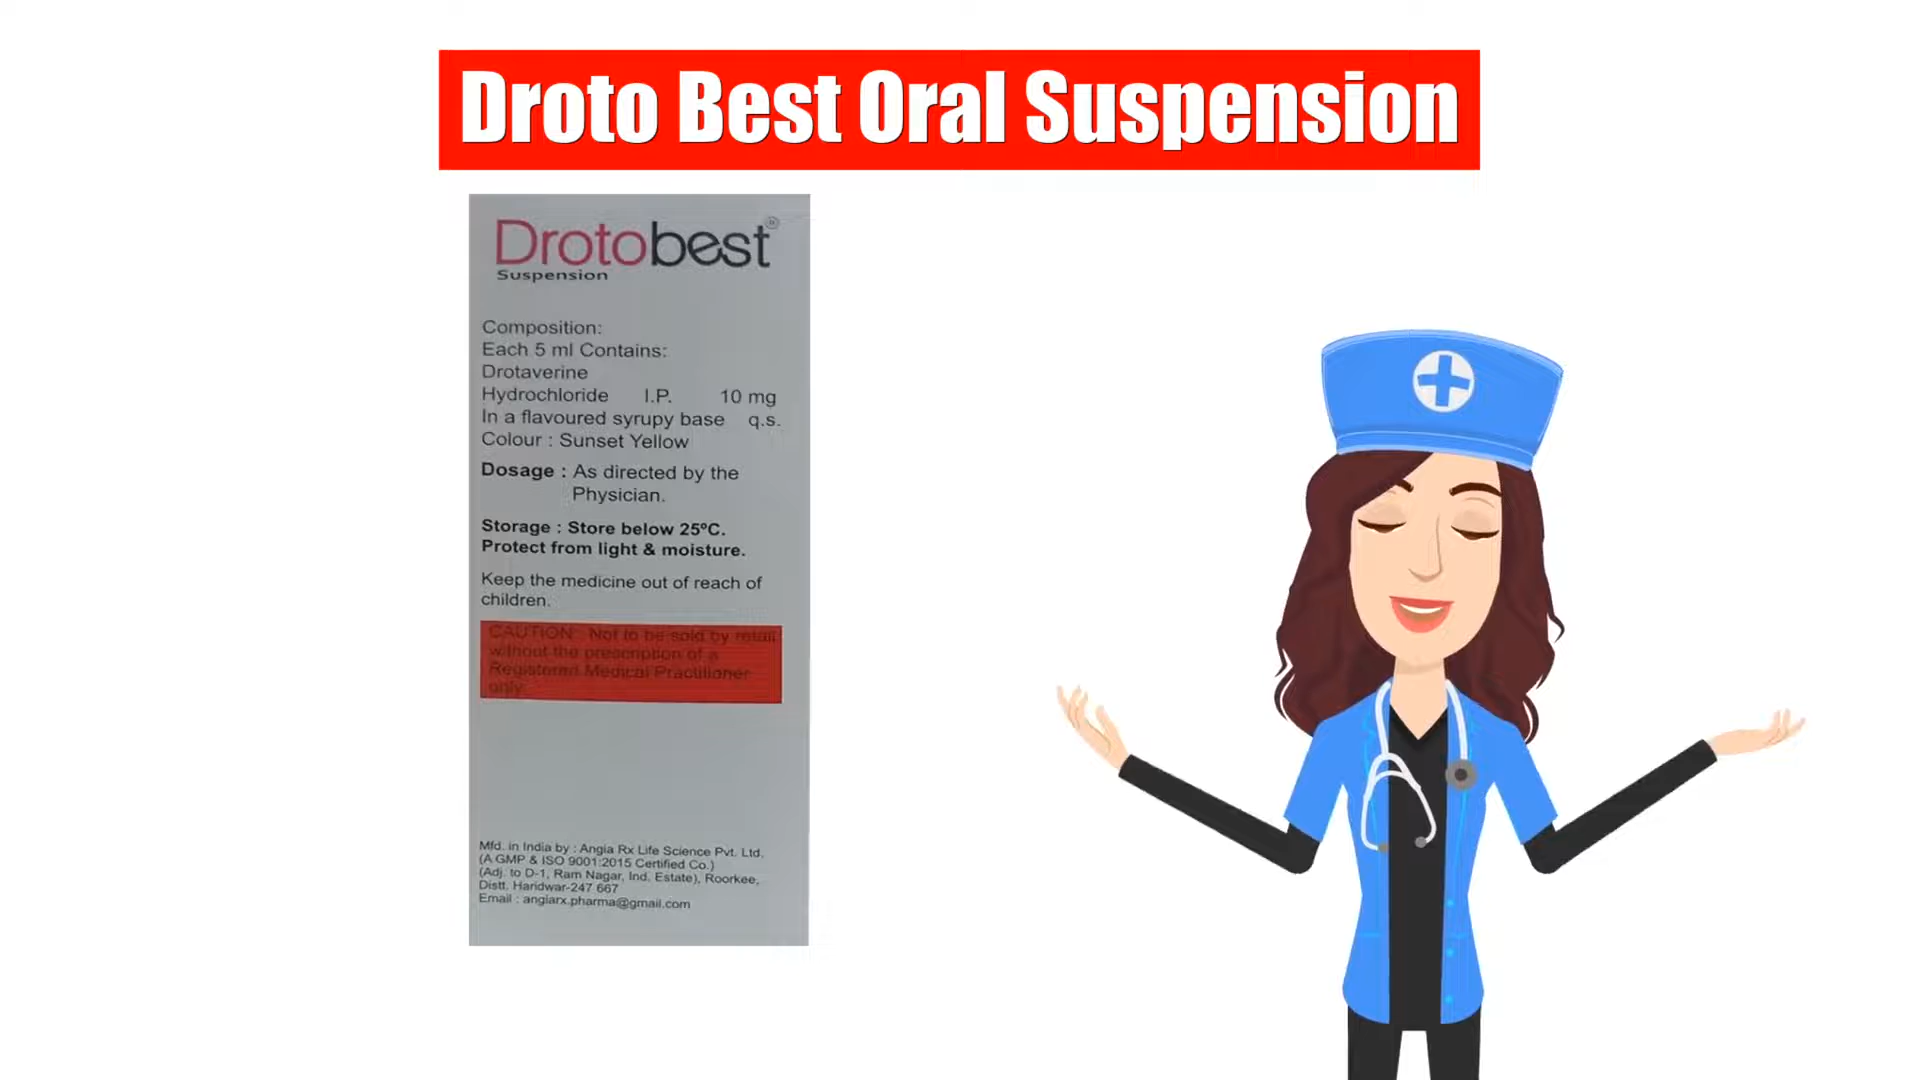 Droto Best Oral Suspension
Drotobest®
Suspension
Composition:
Each 5 ml Contains:
Drotaverine
Hydrochloride I.P. 10 mg
In a flavoured syrupy base q.s.
Colour : Sunset Yellow
Dosage : As directed by the
Physician.
Storage : Store below 25ºC.
Protect from light & moisture.
Keep the medicine out of reach of
children.
CAUTION : Not to be sold by retail
without the prescription of a
Registered Medical Practitioner
only.
Mfd. in India by : Angia Rx Life Science Pvt. Ltd.
(A GMP & ISO 9001:2015 Certified Co.)
(Adj. to D-1, Ram Nagar, Ind. Estate), Roorkee,
Distt. Haridwar-247 667
Email : angiarx.pharma@gmail.com